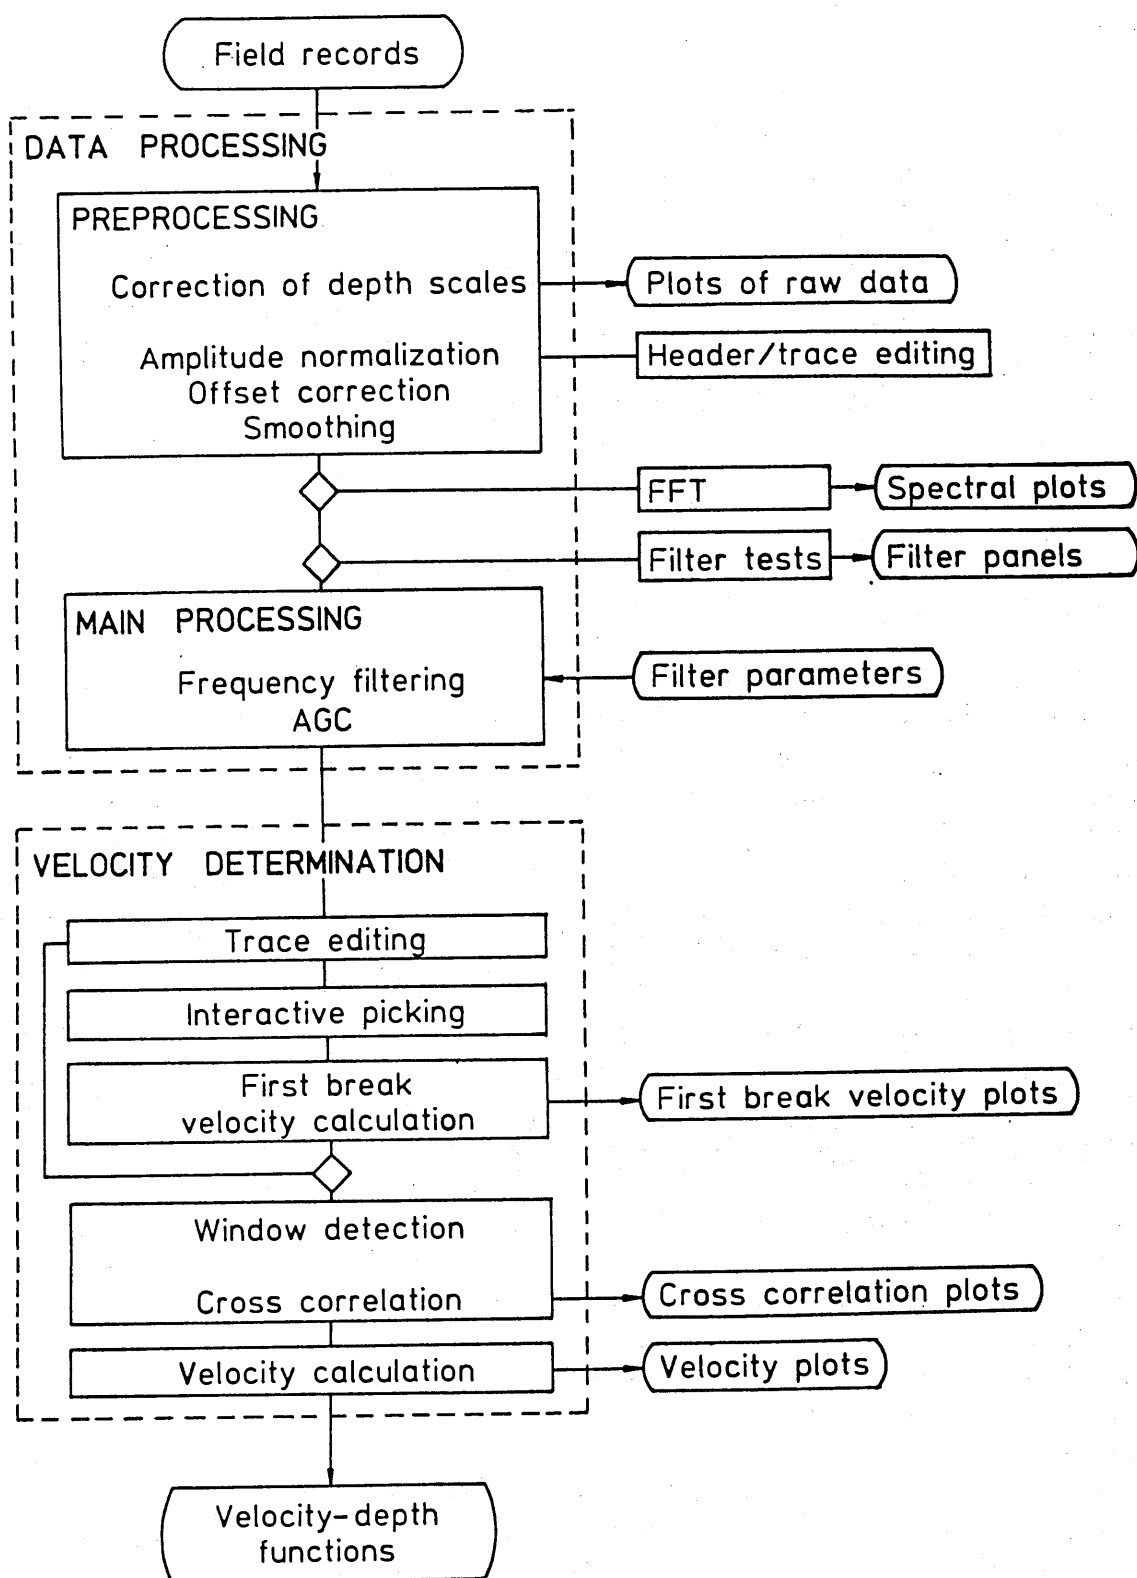 Field records
DATA PROCESSING
PREPROCESSING
Correction of depth scales
Plots of raw data
Amplitude normalization
Header/trace editing
Offset correction
Smoothing
FFT
Spectral plots
Filter tests
Filter panels
MAIN PROCESSING
Frequency filtering
Filter parameters
AGC
VELOCITY DETERMINATION
Trace editing
Interactive picking
First break
velocity calculation
First break velocity plots
Window detection
Cross correlation
Cross correlation plots
Velocity calculation
Velocity plots
Velocity-depth
functions